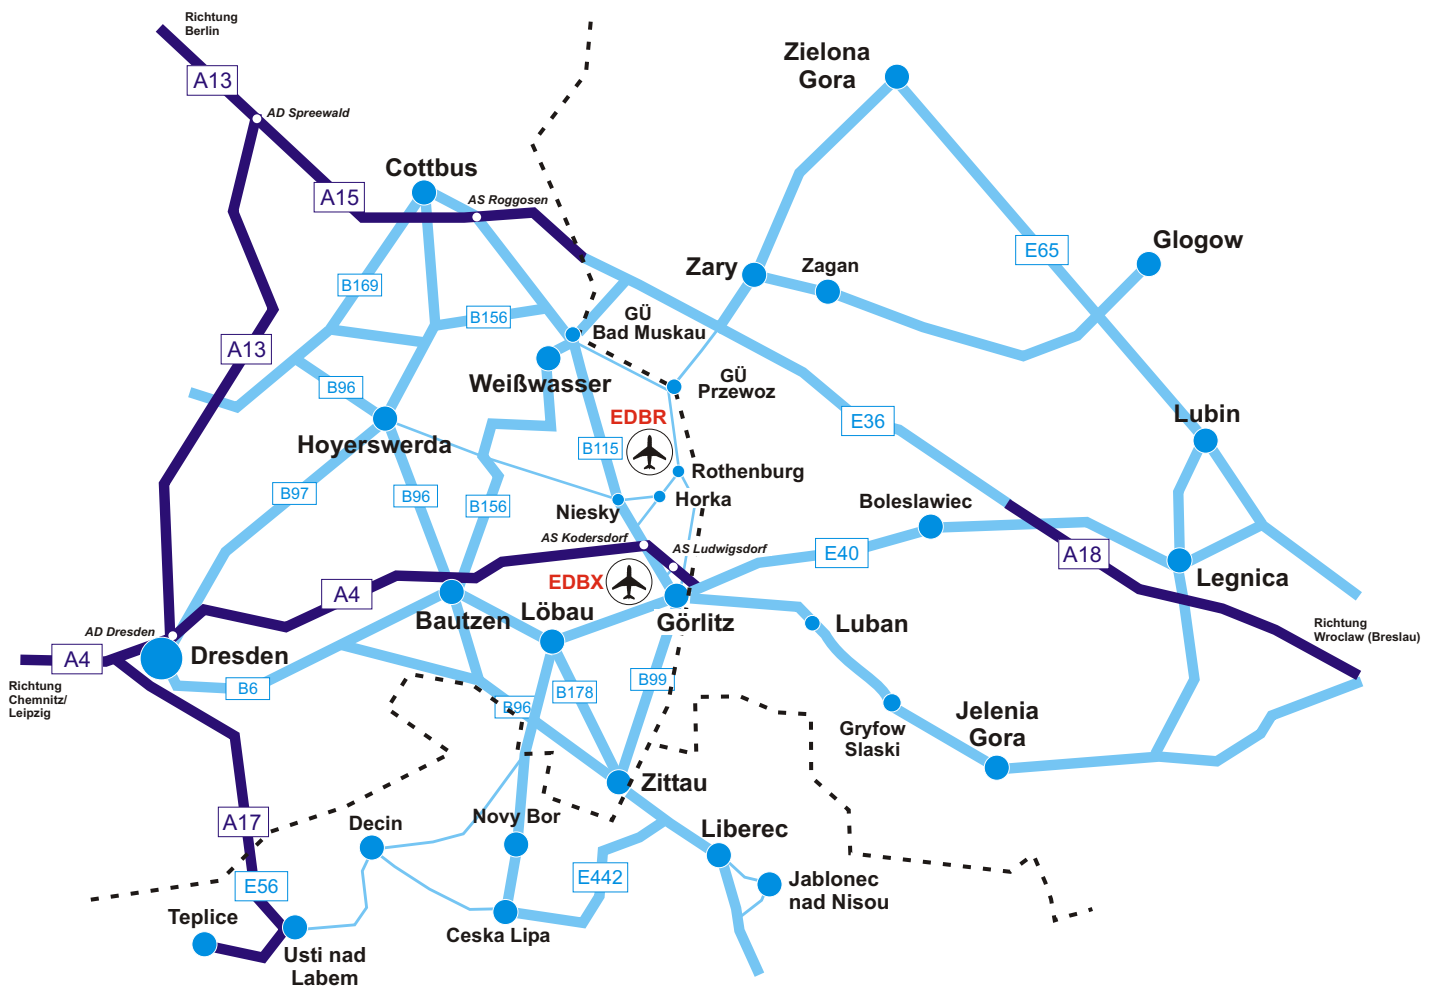 Richtung
Berlin
A13
AD Spreewald
Zielona
Gora
Cottbus
A15
AS Roggosen
E65
Glogow
Zary
Zagan
B169
B156
GÜ
Bad Muskau
A13
Weißwasser
GÜ
Przewoz
B96
EDBR
Hoyerswerda
B115
E36
Lubin
Rothenburg
B97
B96
B156
Niesky
Horka
Boleslawiec
AS Kodersdorf
AS Ludwigsdorf
E40
A18
Legnica
EDBX
A4
Bautzen
Löbau
Görlitz
Luban
AD Dresden
Dresden
A4
Richtung
Wroclaw (Breslau)
Richtung
Chemnitz/
Leipzig
B6
B96
B178
B99
Gryfow
Slaski
Jelenia
Gora
Zittau
A17
Decin
Novy Bor
Liberec
E56
E442
Jablonec
nad Nisou
Teplice
Usti nad
Labem
Ceska Lipa